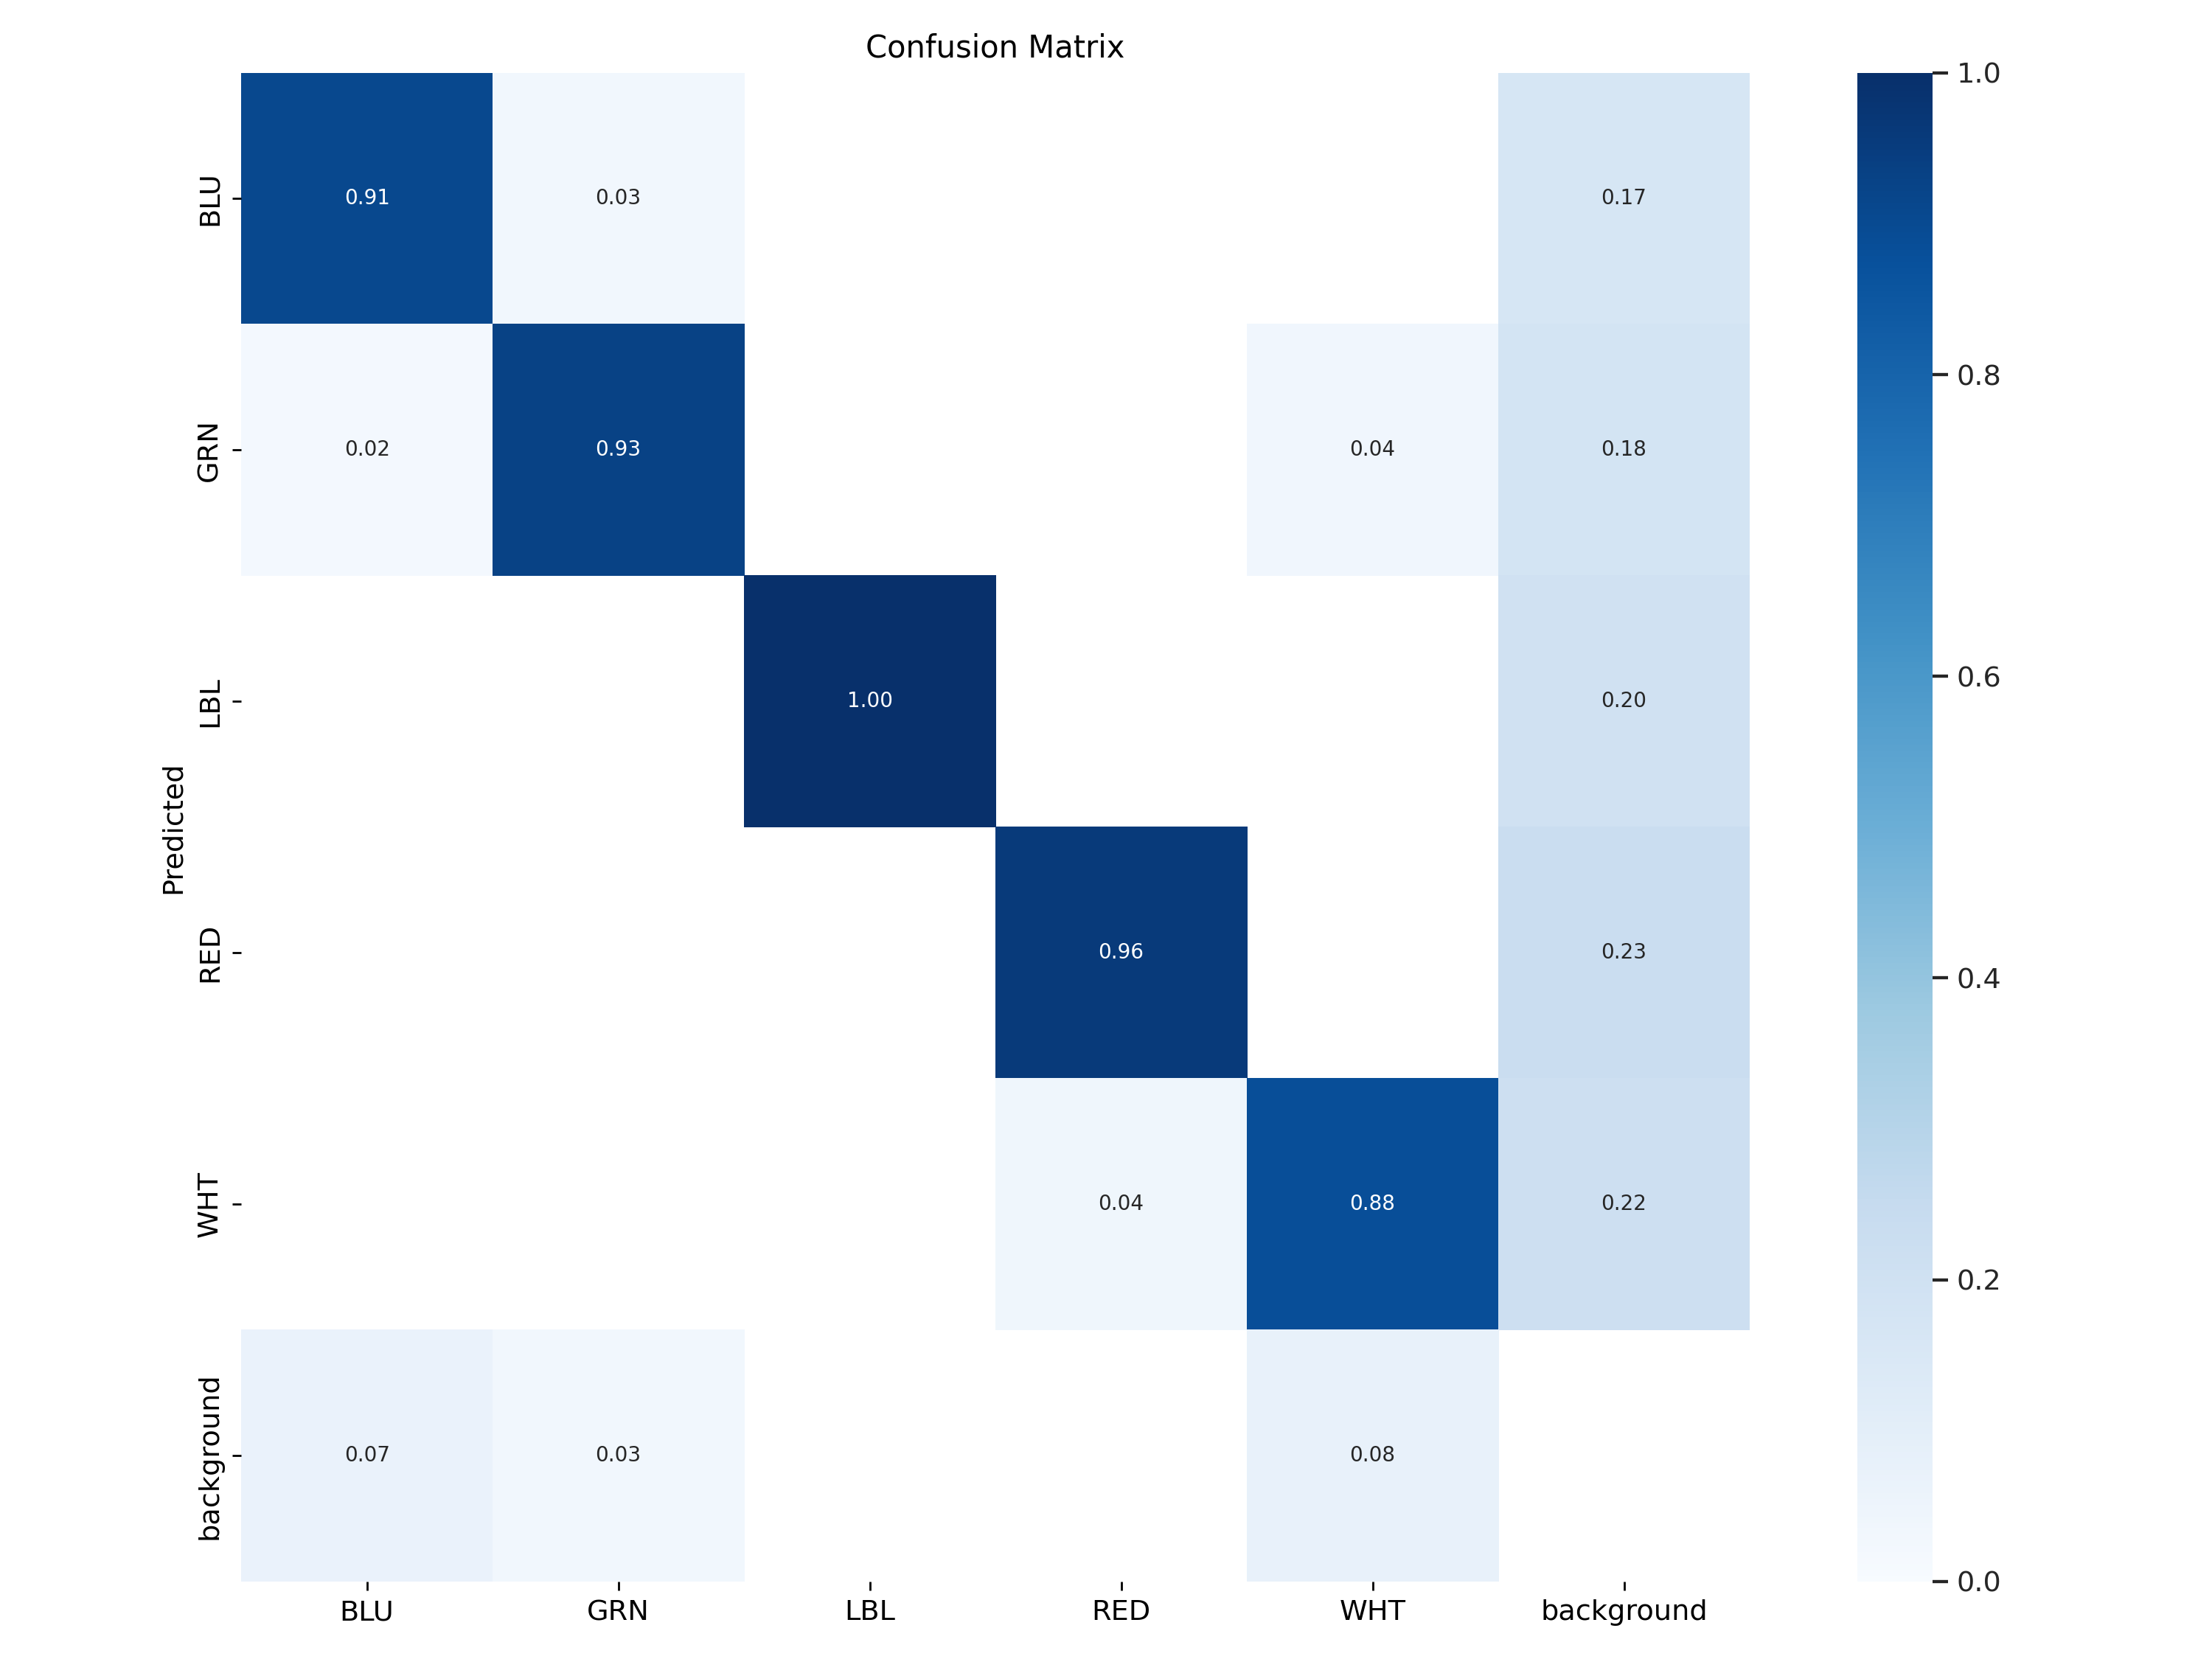 Confusion Matrix
BLU 0.91 0.03 0.17
GRN 0.02 0.93 0.04 0.18
LBL 1.00 0.20
RED 0.96 0.23
WHT 0.04 0.88 0.22
background 0.07 0.03 0.08
Predicted
BLU GRN LBL RED WHT background
1.0
0.8
0.6
0.4
0.2
0.0